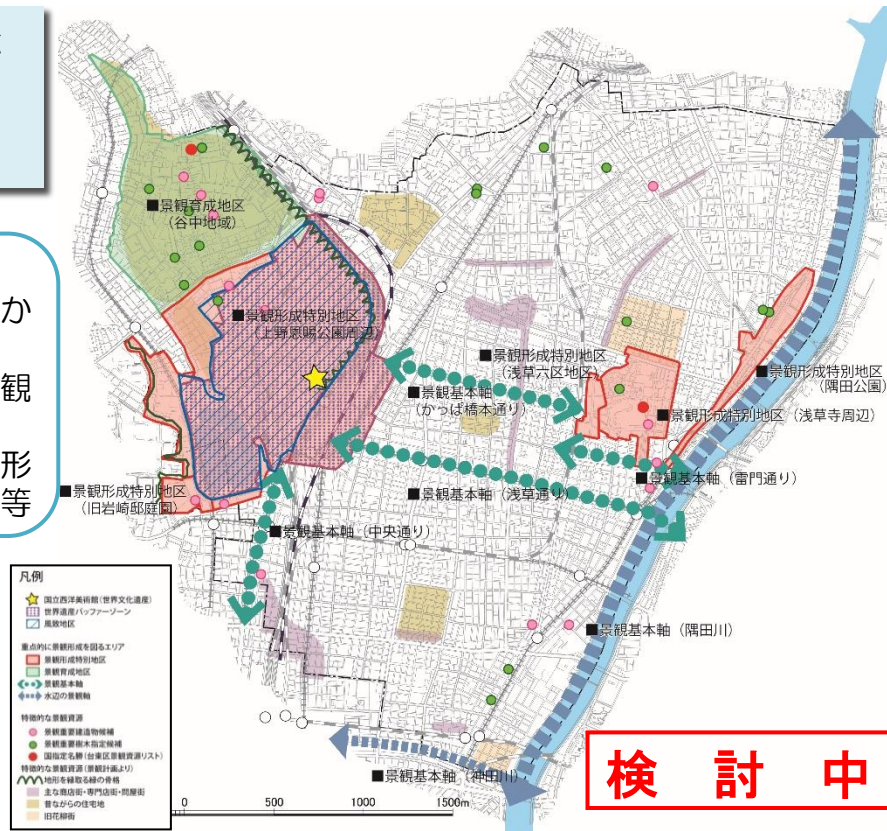 か
観
形
等
■景観育成地区
(谷中地域)
■景観形成特別地区
(上野恩賜公園周辺)
■景観形成特別地区
(浅草六区地区)
■景観基本軸
(かっぱ橋本通り)
■景観形成特別地区
(隅田公園)
■景観形成特別地区(浅草寺周辺)
■景観基本軸(雷門通り)
■景観基本軸(浅草通り)
■景観形成特別地区
(旧岩崎邸庭園)
■景観基本軸(中央通り)
■景観基本軸(隅田川)
■景観基本軸(神田川)
凡例
国立西洋美術館(世界文化遺産)
世界遺産バッファーゾーン
風致地区
重点的に景観形成を図るエリア
景観形成特別地区
景観育成地区
景観基本軸
水辺の景観軸
特徴的な景観資源
景観重要建造物候補
景観重要樹木指定候補
国指定名勝(台東区景観資源リスト)
特徴的な景観資源(景観計画より)
地形を縁取る緑の骨格
主な商店街・専門店街・問屋街
昔ながらの住宅地
旧花柳街
0 500 1000 1500m
検討中